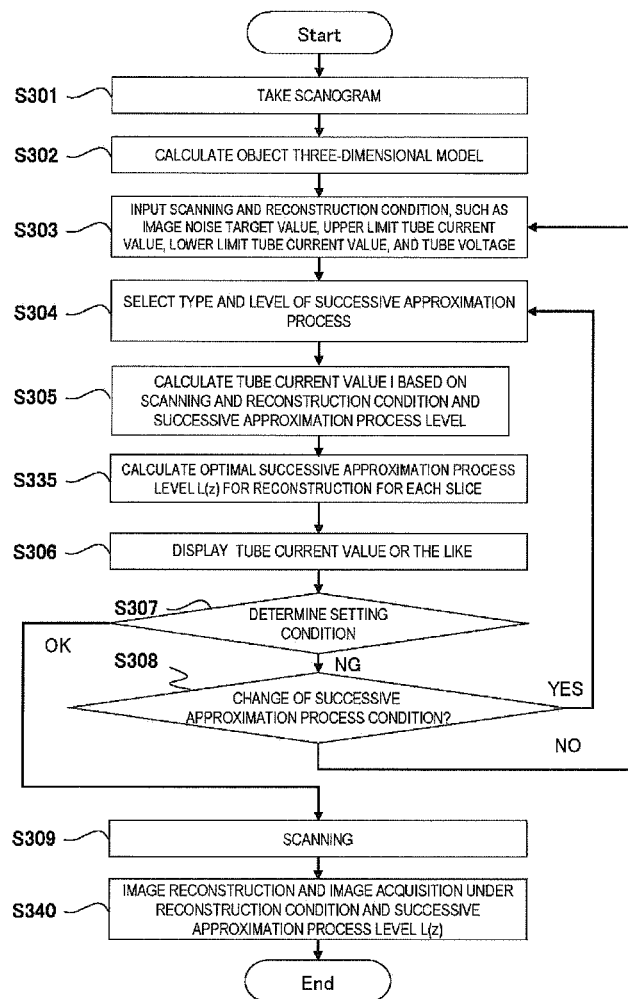 Start
S301
TAKE SCANOGRAM
S302
CALCULATE OBJECT THREE-DIMENSIONAL MODEL
S303
INPUT SCANNING AND RECONSTRUCTION CONDITION, SUCH AS
IMAGE NOISE TARGET VALUE, UPPER LIMIT TUBE CURRENT
VALUE, LOWER LIMIT TUBE CURRENT VALUE, AND TUBE VOLTAGE
S304
SELECT TYPE AND LEVEL OF SUCCESSIVE APPROXIMATION
PROCESS
S305
CALCULATE TUBE CURRENT VALUE I BASED ON
SCANNING AND RECONSTRUCTION CONDITION AND
SUCCESSIVE APPROXIMATION PROCESS LEVEL
S335
CALCULATE OPTIMAL SUCCESSIVE APPROXIMATION PROCESS
LEVEL L(z) FOR RECONSTRUCTION FOR EACH SLICE
S306
DISPLAY TUBE CURRENT VALUE OR THE LIKE
S307
DETERMINE SETTING
CONDITION
OK
NG
S308
CHANGE OF SUCCESSIVE
APPROXIMATION PROCESS CONDITION?
YES
NO
S309
SCANNING
S340
IMAGE RECONSTRUCTION AND IMAGE ACQUISITION UNDER
RECONSTRUCTION CONDITION AND SUCCESSIVE
APPROXIMATION PROCESS LEVEL L(z)
End